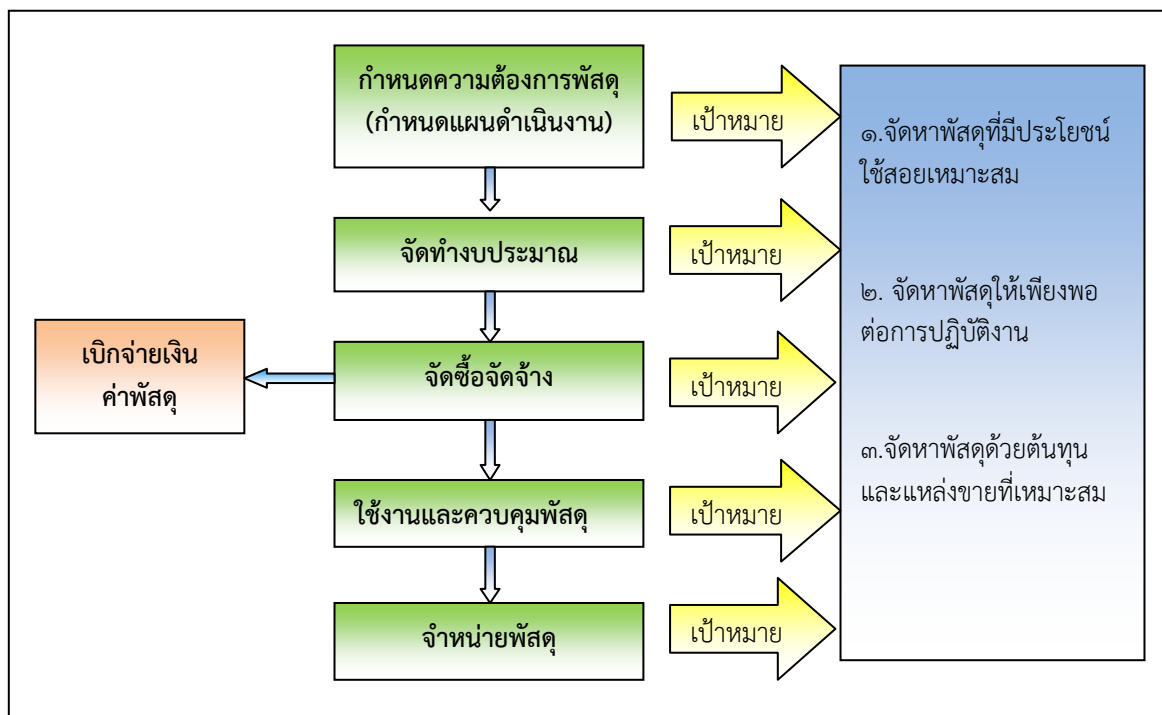 กำหนดความต้องการพัสดุ
(กำหนดแผนดำเนินงาน)
เป้าหมาย
จัดทำงบประมาณ
เป้าหมาย
เบิกจ่ายเงิน
ค่าพัสดุ
จัดซื้อจัดจ้าง
เป้าหมาย
ใช้งานและควบคุมพัสดุ
เป้าหมาย
จำหน่ายพัสดุ
เป้าหมาย
๑.จัดหาพัสดุที่มีประโยชน์
ใช้สอยเหมาะสม
๒. จัดหาพัสดุให้เพียงพอ
ต่อการปฏิบัติงาน
๓.จัดหาพัสดุด้วยต้นทุน
และแหล่งขายที่เหมาะสม